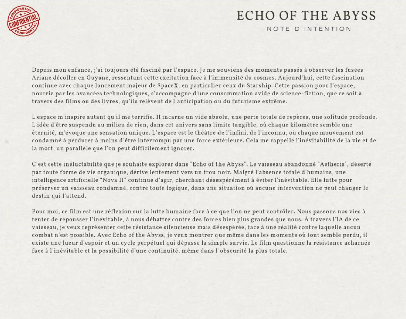 CONFIDENTIAL
ECHO OF THE ABYSS
NOTE D'INTENTION
Depuis mon enfance, j'ai toujours été fasciné par l'espace. Je me souviens des moments passés à observer les fusées
Ariane décoller en Guyane, ressentant cette excitation face à l'immensité du cosmos. Aujourd'hui, cette fascination
continue avec chaque lancement majeur de SpaceX, en particulier ceux de Starship. Cette passion pour l'espace,
nourrie par les avancées technologiques, s'accompagne d'une consommation avide de science-fiction, que ce soit à
travers des films ou des livres, qu'ils relèvent de l'anticipation ou du futurisme extrême.
L'espace m'inspire autant qu'il me terrifie. Il incarne un vide absolu, une perte totale de repères, une solitude profonde.
L'idée d'être suspendu au milieu de rien, dans cet univers sans limite tangible, où chaque kilomètre semble une
éternité, m'évoque une sensation unique. L'espace est le théâtre de l'infini, de l'inconnu, où chaque mouvement est
condamné à perdurer à moins d'être interrompu par une force extérieure. Cela me rappelle l'inévitabilité de la vie et de
la mort, un parallèle que l'on peut difficilement ignorer.
C'est cette inéluctabilité que je souhaite explorer dans "Echo of the Abyss". Le vaisseau abandonné déserté
par toute forme de vie organique, dérive lentement vers un trou noir. Malgré l'absence totale d'humains, une
intelligence artificielle "Nova II" continue d'agir, cherchant désespérément à éviter l'inévitable. Elle lutte pour
préserver un vaisseau condamné, contre toute logique, dans une situation où aucune intervention ne peut changer le
destin qui l'attend.
Pour moi, ce film est une réflexion sur la lutte humaine face à ce que l'on ne peut contrôler. Nous passons nos vies à
tenter de repousser l'inévitable, à nous débattre contre des forces bien plus grandes que nous. À travers l'IA de ce
vaisseau, je veux représenter cette résistance silencieuse mais désespérée, face à une réalité contre laquelle aucun
combat n'est possible. Avec Echo of the Abyss, je veux montrer que même dans les moments où tout semble perdu, il
existe une lueur d'espoir et un cycle perpétuel qui dépasse la simple survie. Le film questionne la résistance acharnée
face à l'inévitable et la possibilité d'une continuité, même dans l'obscurité la plus totale.